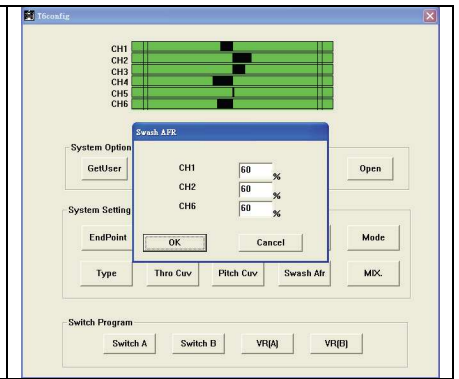 T6config
CH1
CH2
CH3
CH4
CH5
CH6
Swash AFR
System Option
GetUser
CH1 60 %
Open
CH2 60 %
CH6 60 %
System Setting
EndPoint
OK
Cancel
Mode
Type
Thro Cuv
Pitch Cuv
Swash Afr
MIX.
Switch Program
Switch A
Switch B
VR(A)
VR(B)